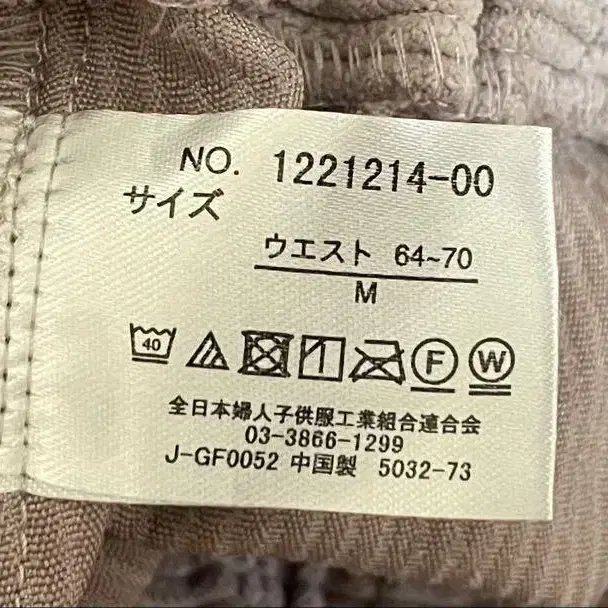 NO. 1221214-00
サイズ
ウエスト 64~70
M
40 F W
全日本婦人子供服工業組合連合会
03-3866-1299
J-GF0052 中国製 5032-73